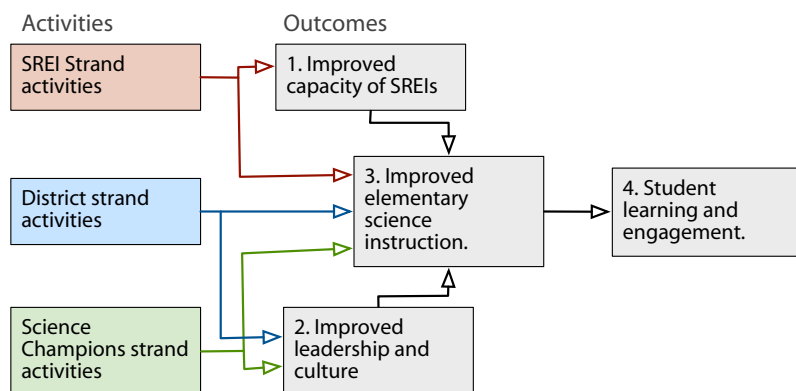 Activities
Outcomes
SREI Strand
activities
1. Improved
capacity of SREIs
District strand
activities
3. Improved
elementary
science
instruction.
4. Student
learning and
engagement.
Science
Champions strand
activities
2. Improved
leadership and
culture